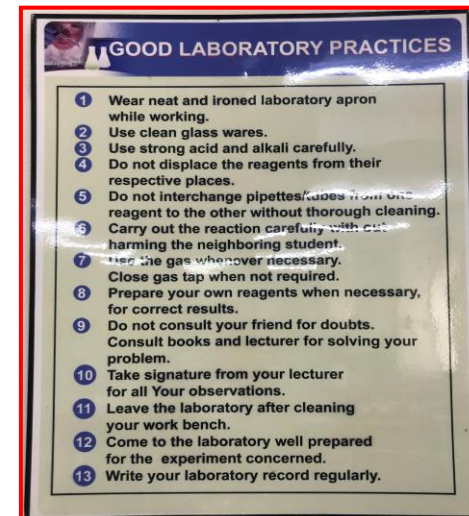 GOOD LABORATORY PRACTICES
1 Wear neat and ironed laboratory apron
while working.
2 Use clean glass wares.
3 Use strong acid and alkali carefully.
4 Do not displace the reagents from their
respective places.
5 Do not interchange pipettes/tubes from one
reagent to the other without thorough cleaning.
6 Carry out the reaction carefully with out
harming the neighboring student.
7 Use the gas whenever necessary.
Close gas tap when not required.
8 Prepare your own reagents when necessary,
for correct results.
9 Do not consult your friend for doubts.
Consult books and lecturer for solving your
problem.
10 Take signature from your lecturer
for all Your observations.
11 Leave the laboratory after cleaning
your work bench.
12 Come to the laboratory well prepared
for the experiment concerned.
13 Write your laboratory record regularly.